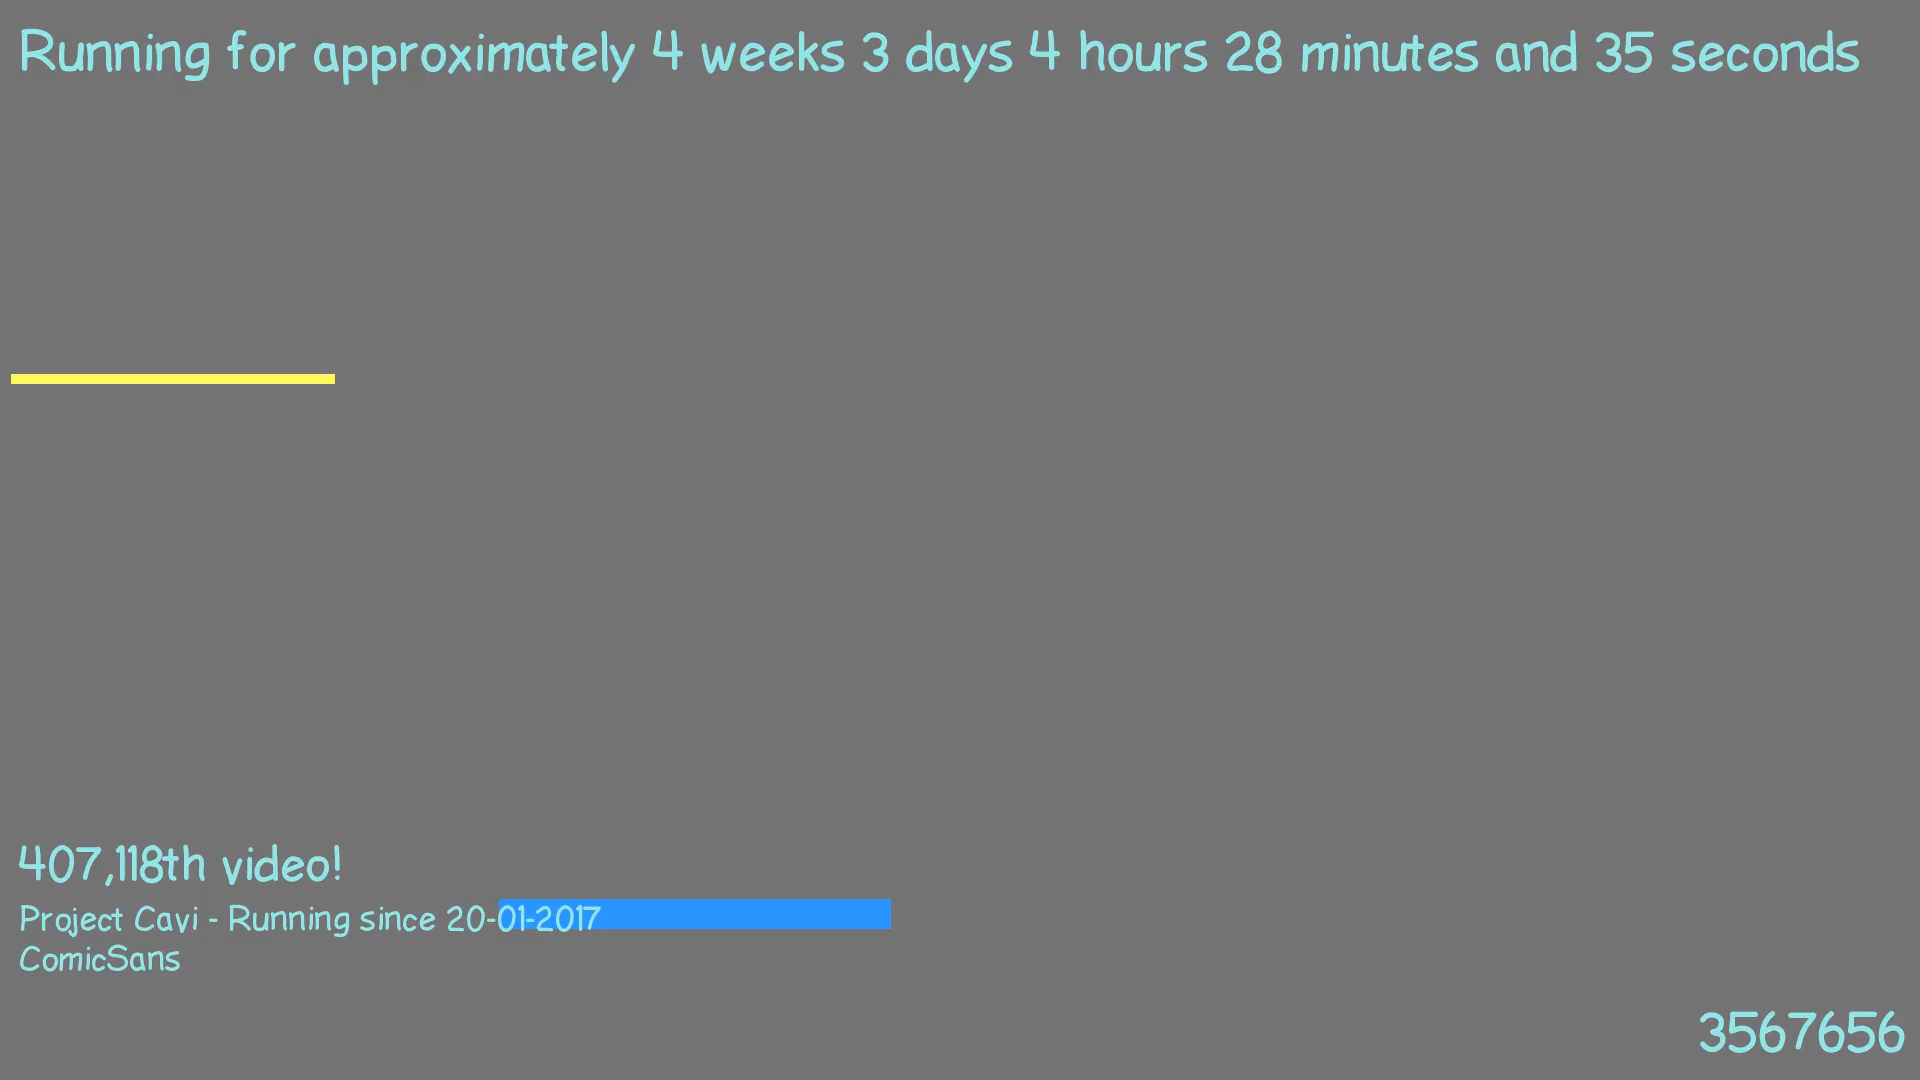 Running for approximately 4 weeks 3 days 4 hours 28 minutes and 35 seconds
407,118th video!
Project Cavi - Running since 20-01-2017
ComicSans
3567656